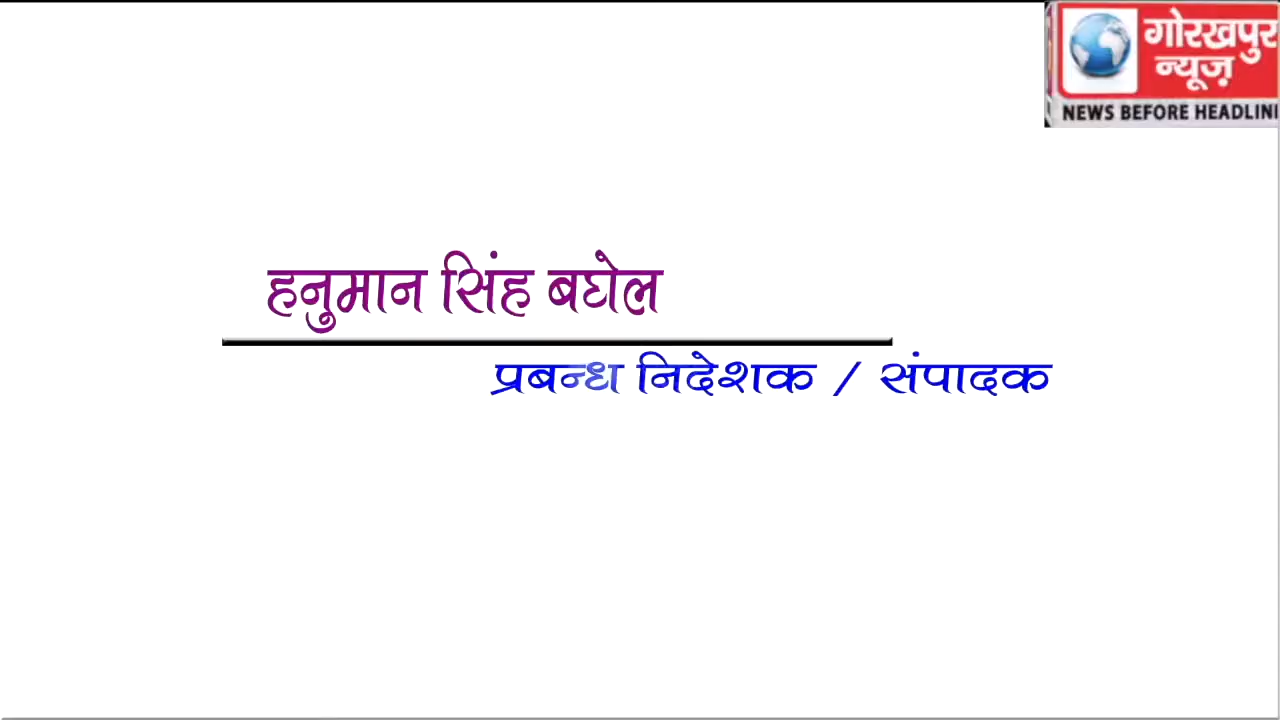 गोरखपुर
न्यूज़
NEWS BEFORE HEADLINI
हनुमान सिंह बघेल
प्रबन्ध निदेशक / संपादक